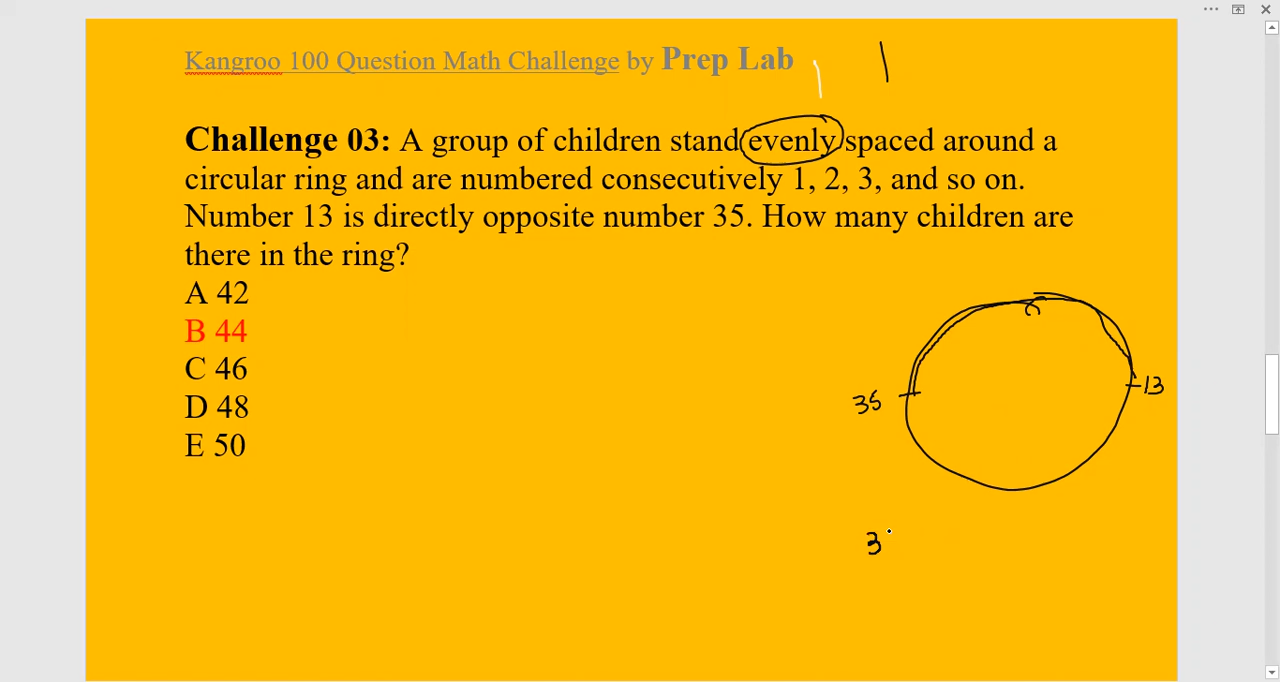 Kangroo 100 Question Math Challenge by Prep Lab
Challenge 03: A group of children stand evenly spaced around a
circular ring and are numbered consecutively 1, 2, 3, and so on.
Number 13 is directly opposite number 35. How many children are
there in the ring?
A 42
B 44
C 46
D 48
E 50
35
13
3